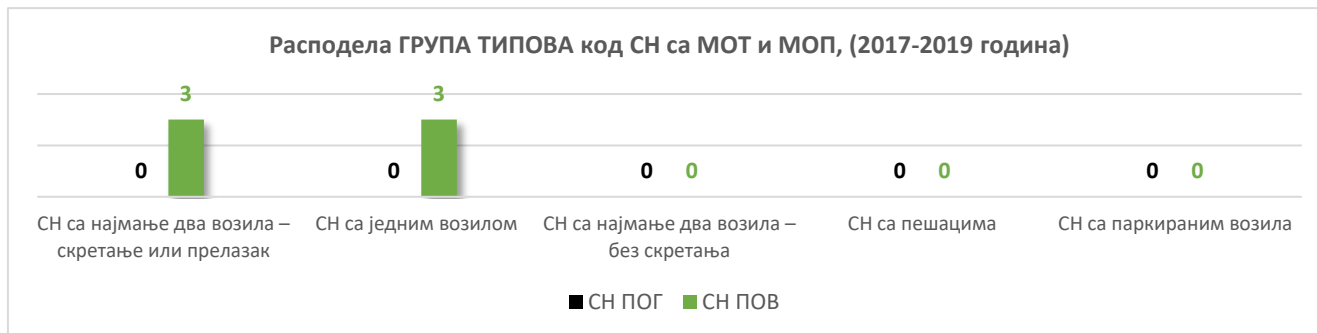 Расподела ГРУПА ТИПОВА код СН са МОТ и МОП, (2017-2019 година)
3 3
0 0 0 0 0 0 0 0
СН са најмање два возила – СН са једним возилом СН са најмање два возила – СН са пешацима СН са паркираним возила
скретање или прелазак без скретања
СН ПОГ СН ПОВ